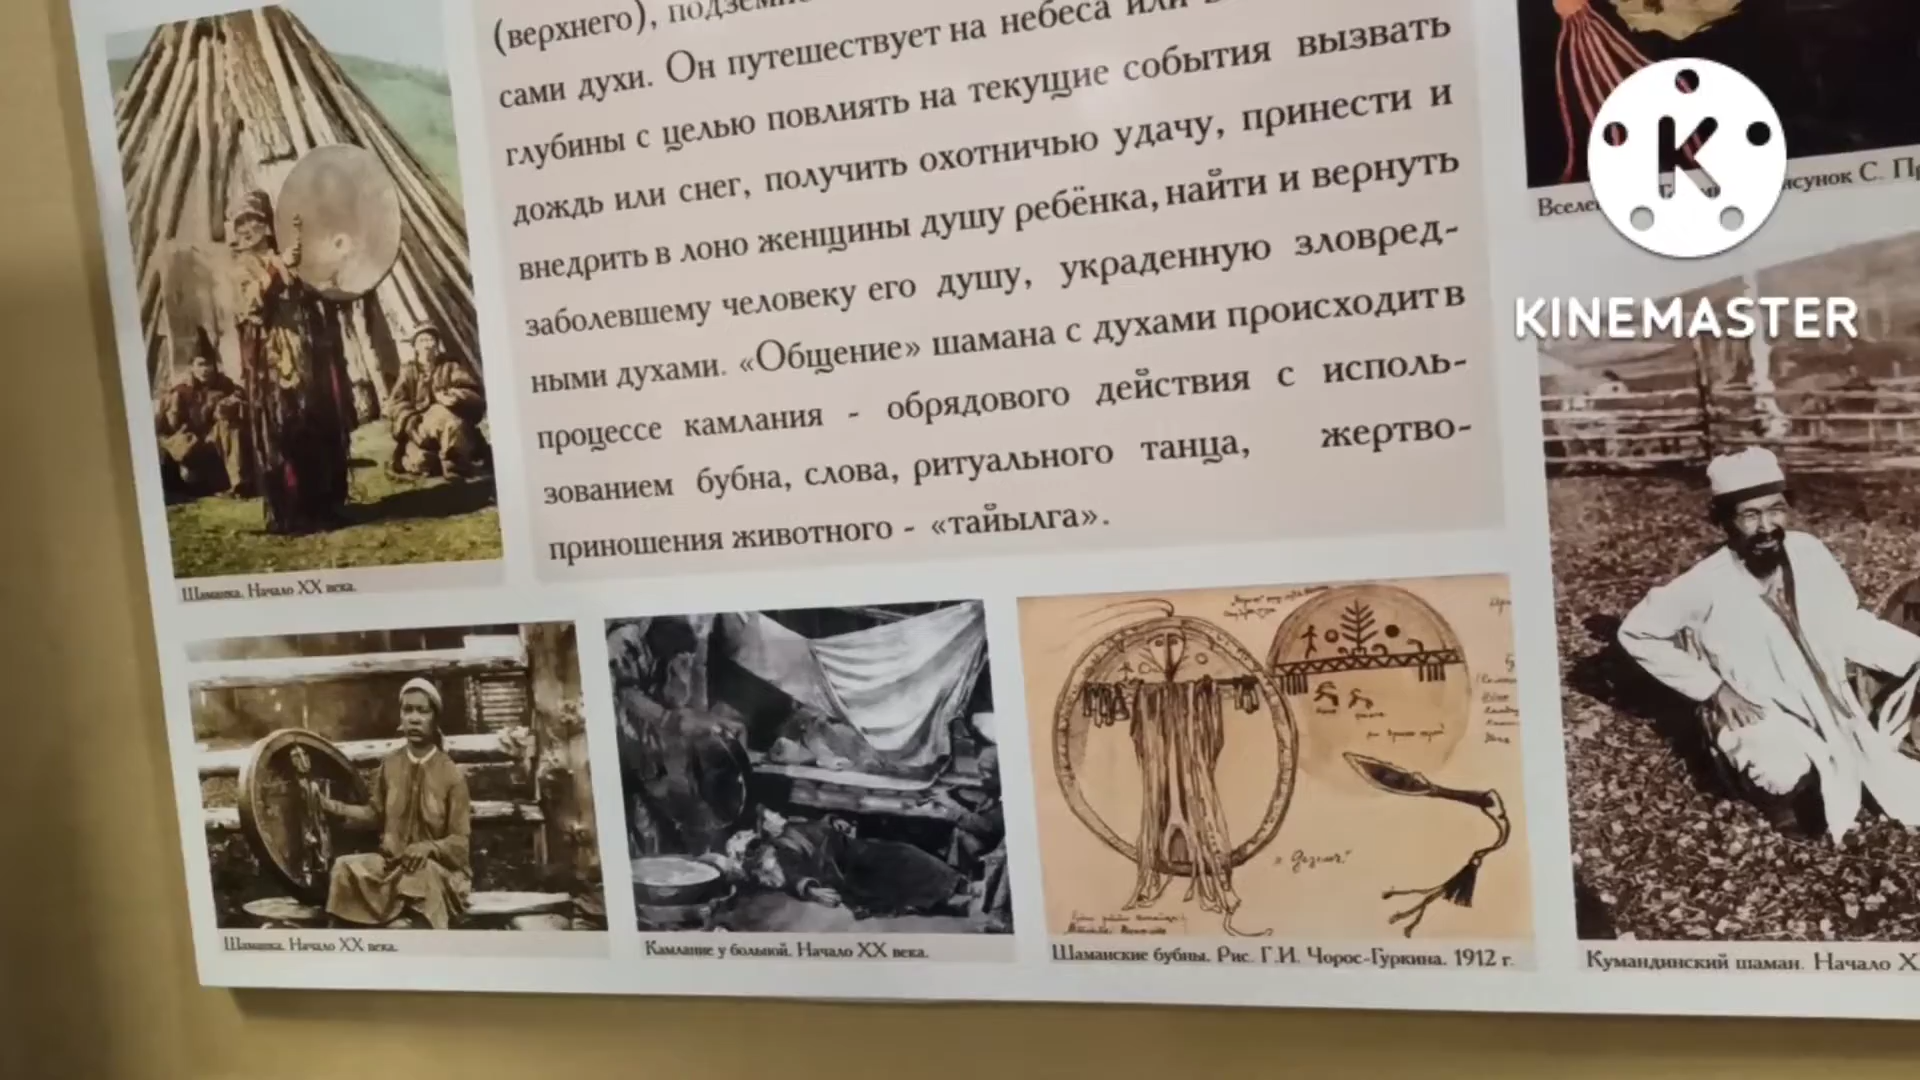 (верхнего),
сами духи. Он путешествует на небеса или
глубины с целью повлиять на текущие события вызвать
дождь или снег, получить охотничью удачу, принести и
внедрить в лоно женщины душу ребёнка, найти и вернуть
заболевшему человеку его душу, украденную зловред-
ными духами. «Общение» шамана с духами происходит в
процессе камлания - обрядового действия с исполь-
зованием бубна, слова, ритуального танца, жертво-
приношения животного - «тайылга».
Шаманка. Начало XX века.
Шаманка. Начало XX века.
Камлание у больной. Начало XX века.
Шаманские бубны. Рис. Г.И. Чорос-Гуркина. 1912 г.
С.
Кумандинский шаман. Начало
K
KINEMASTER